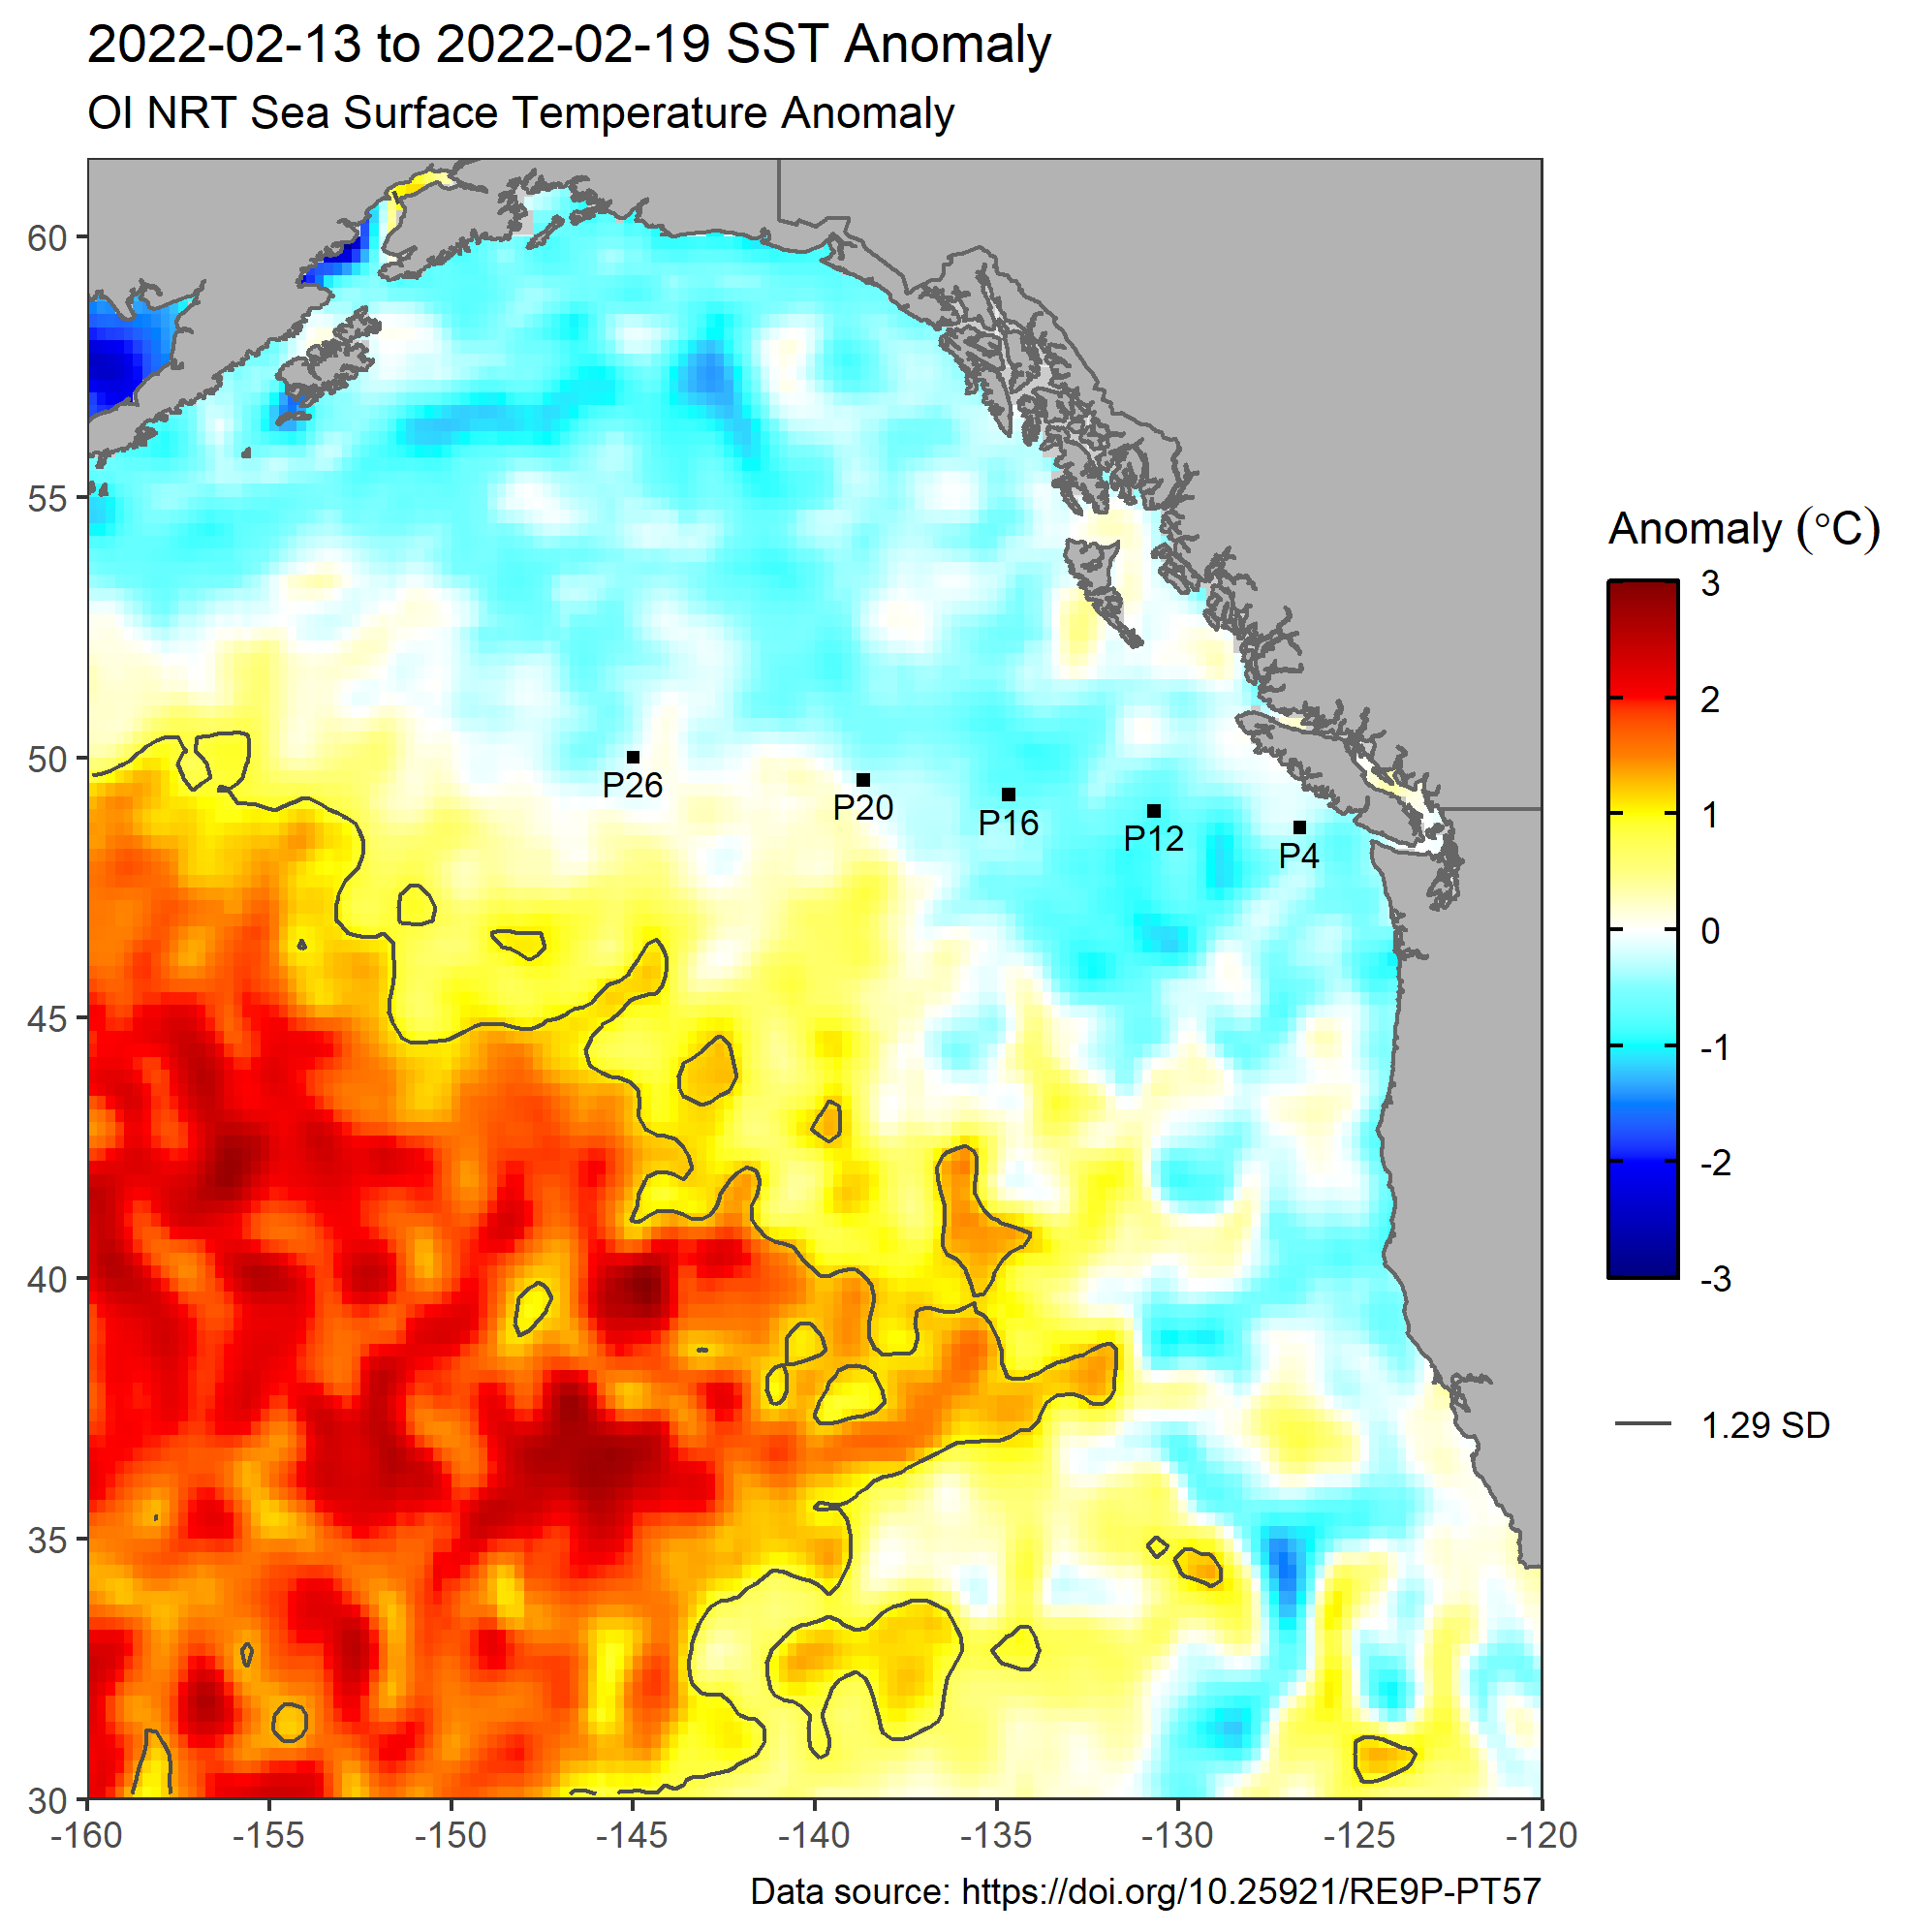 2022-02-13 to 2022-02-19 SST Anomaly
OI NRT Sea Surface Temperature Anomaly
60
55
50
45
40
35
30
-160
-155
-150
-145
-140
-135
-130
-125
-120
P26
P20
P16
P12
P4
Anomaly (°C)
3
2
1
0
-1
-2
-3
1.29 SD
Data source: https://doi.org/10.25921/RE9P-PT57